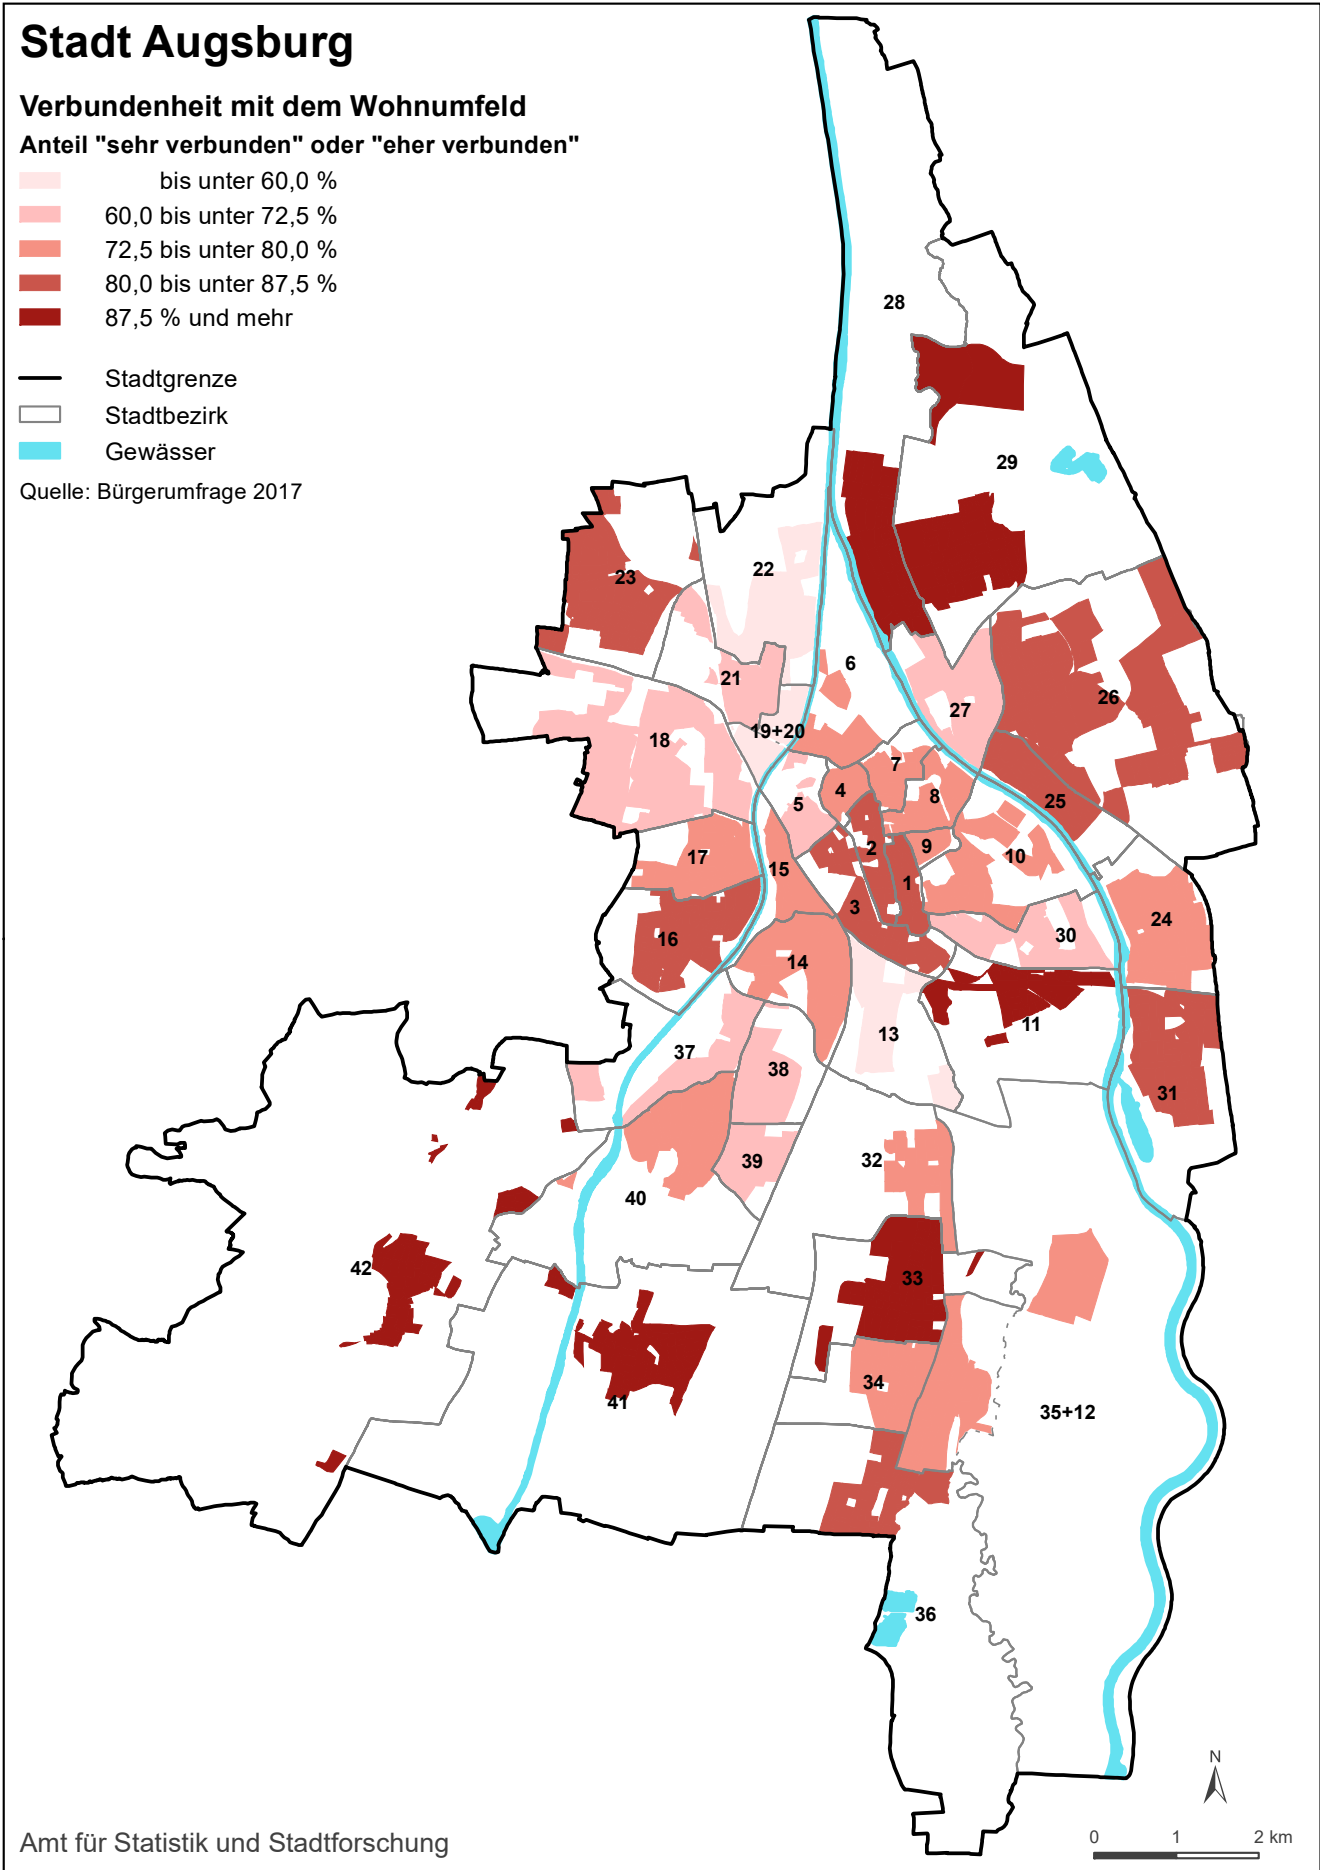 Stadt Augsburg
Verbundenheit mit dem Wohnumfeld
Anteil "sehr verbunden" oder "eher verbunden"
bis unter 60,0 %
60,0 bis unter 72,5 %
72,5 bis unter 80,0 %
80,0 bis unter 87,5 %
87,5 % und mehr
Stadtgrenze
Stadtbezirk
Gewässer
Quelle: Bürgerumfrage 2017
28
29
22
23
6
21
26
27
19+20
18
7
4
8
25
5
2
9
10
17
15
1
3
24
16
30
14
11
13
37
38
31
32
39
40
42
33
34
41
35+12
36
N
0 1 2 km
Amt für Statistik und Stadtforschung